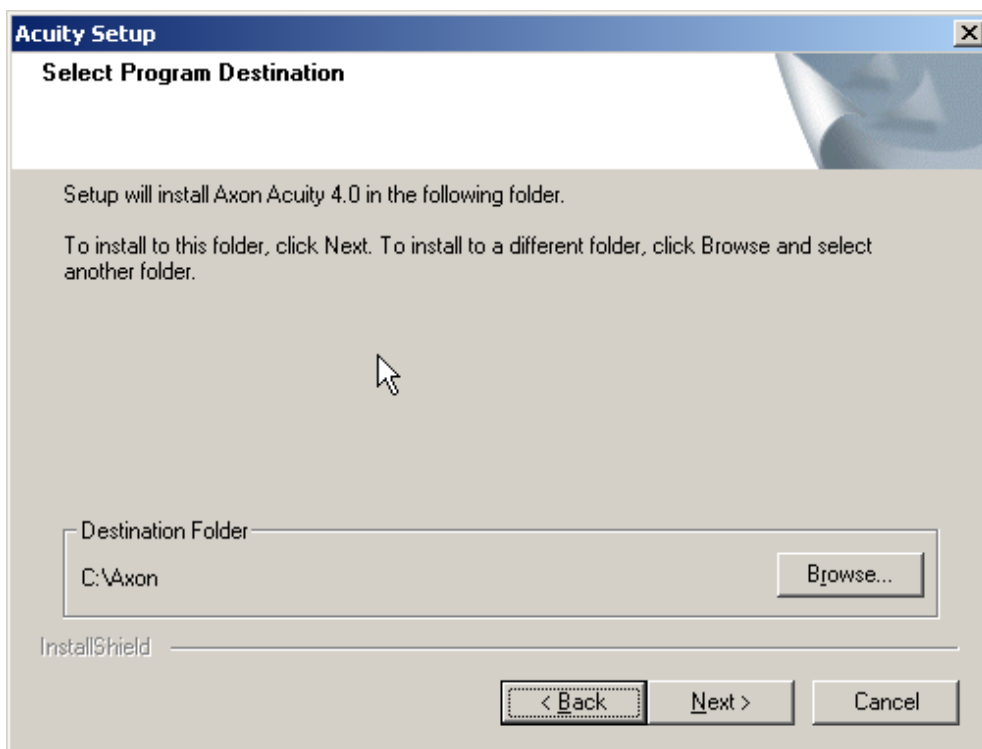 Acuity Setup
Select Program Destination
Setup will install Axon Acuity 4.0 in the following folder.
To install to this folder, click Next. To install to a different folder, click Browse and select
another folder.
Destination Folder
C:\Axon
Browse...
InstallShield
< Back
Next >
Cancel